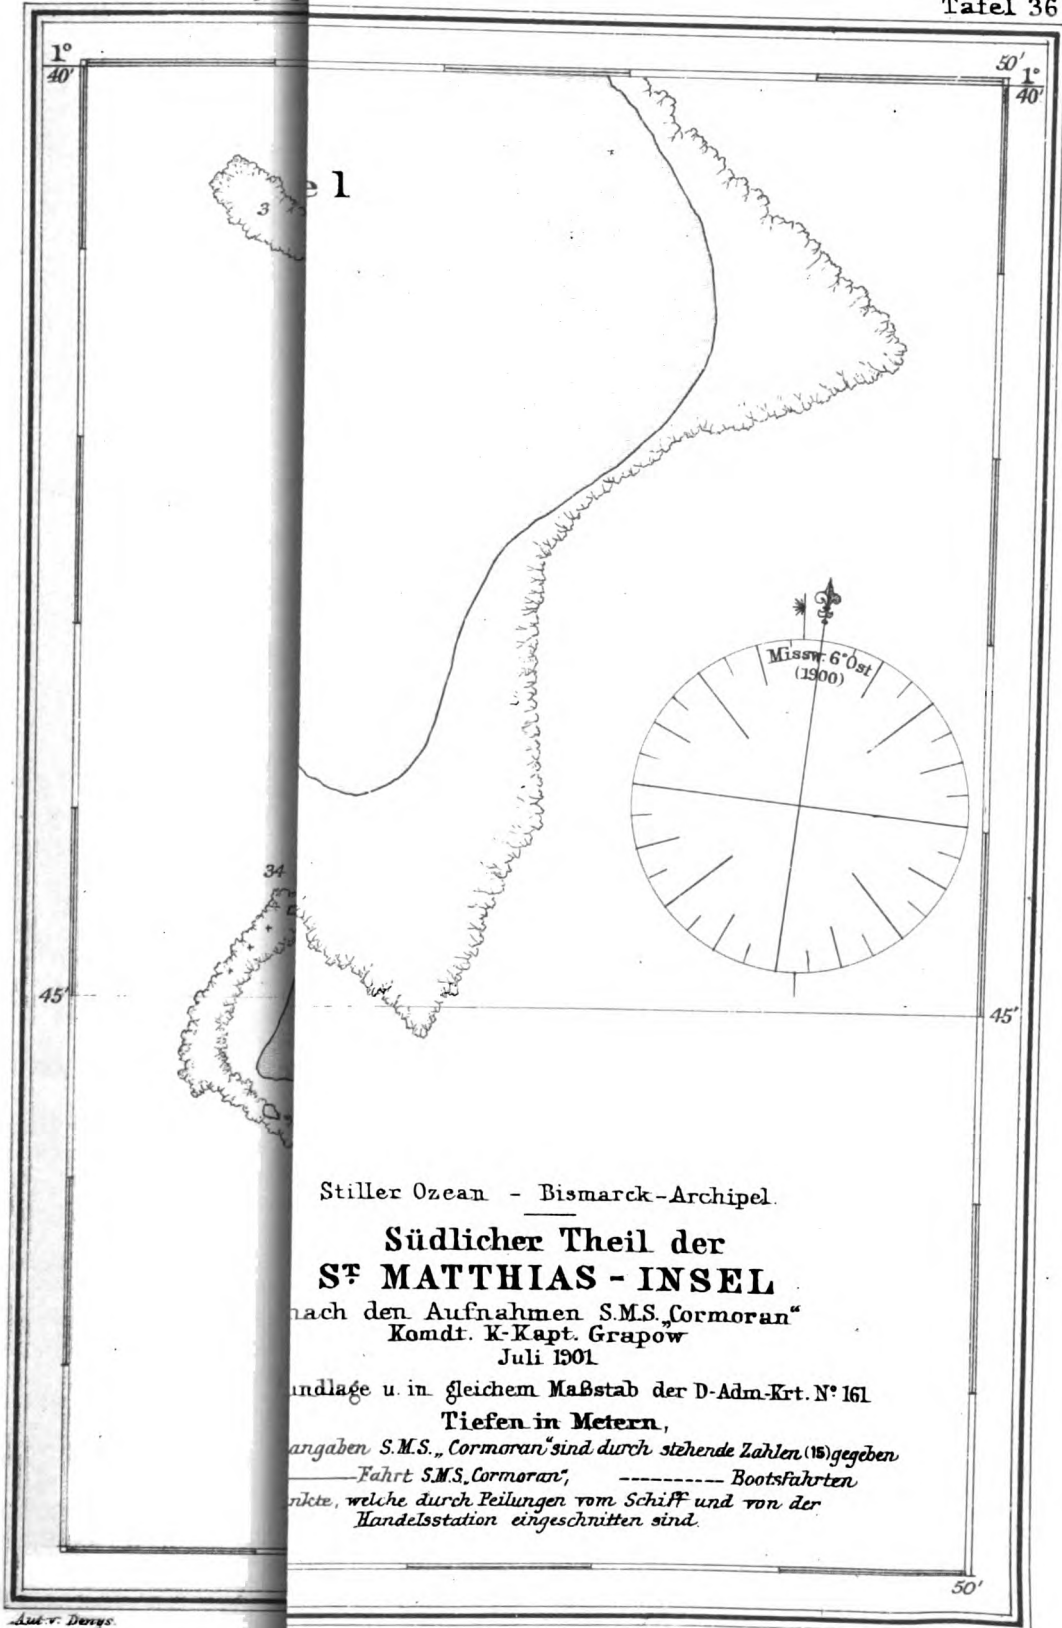 Tafel 36
1°
40'
50'
1°
40'
el
3
Missw. 6° Ost
(1900)
34
45'
45'
Stiller Ozean - Bismarck-Archipel.
Südlicher Theil der
ST. MATTHIAS - INSEL
nach den Aufnahmen S.M.S. „Cormoran“
Komdt. K-Kapt. Grapow
Juli 1901
ndlage u. in gleichem Maßstab der D-Adm-Krt. No 161
Tiefen in Metern,
angaben S.M.S. „Cormoran“ sind durch stehende Zahlen (15) gegeben
Fahrt S.M.S. „Cormoran“, ---------- Bootsfahrten
nkte, welche durch Peilungen vom Schiff und von der
Handelsstation eingeschnitten sind.
50'
Aut. v. Denys.